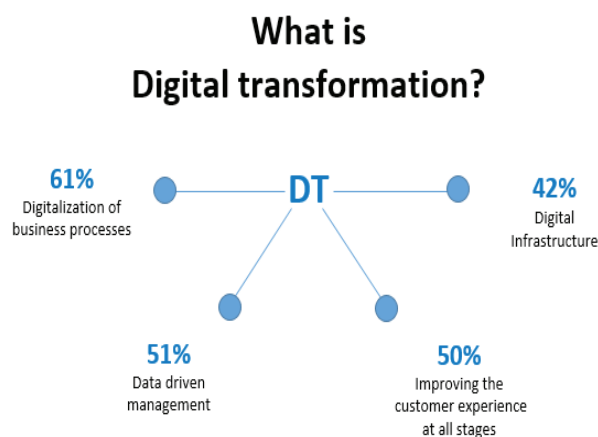 What is
Digital transformation?
DT
61%
Digitalization of
business processes
42%
Digital
Infrastructure
51%
Data driven
management
50%
Improving the
customer experience
at all stages